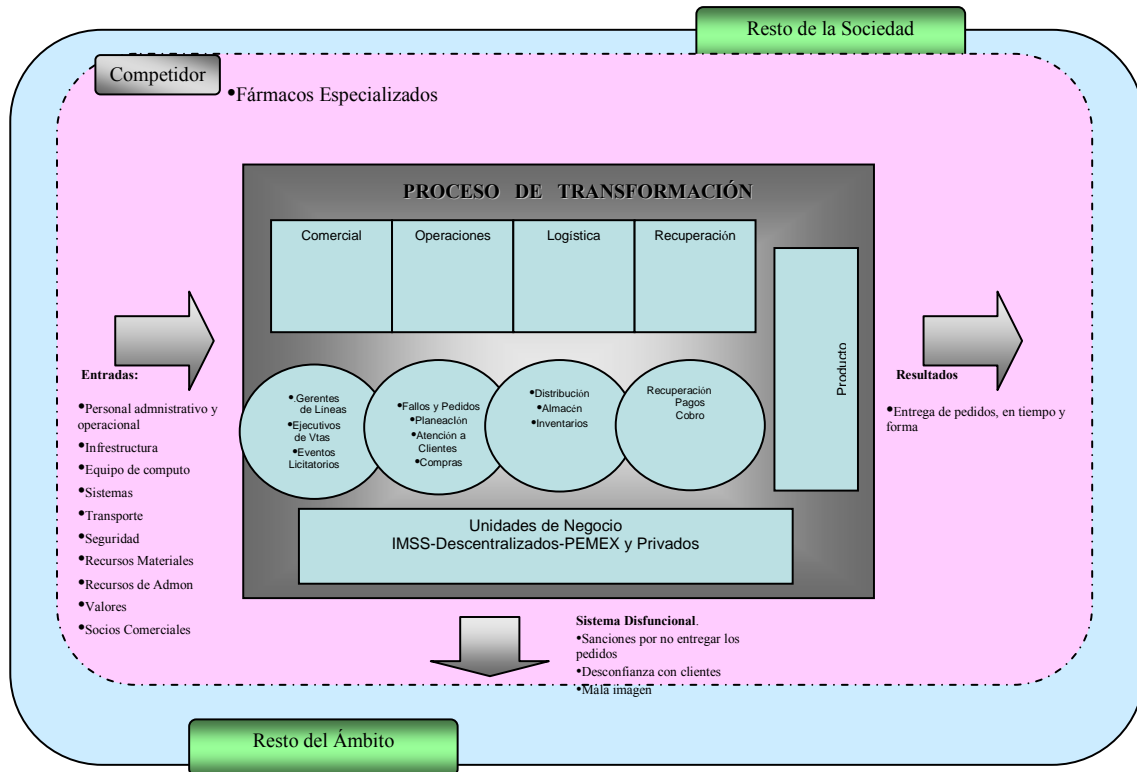 Resto de la Sociedad
Competidor
•Fármacos Especializados
PROCESO DE TRANSFORMACIÓN
Comercial
Operaciones
Logística
Recuperación
Producto
•.Gerentes
de Líneas
•Ejecutivos
de Vtas
•Eventos
Licitatorios
•Fallos y Pedidos
•Planeación
•Atención a
Clientes
•Compras
•Distribución
•Almacén
•Inventarios
Recuperación
Pagos
Cobro
Unidades de Negocio
IMSS-Descentralizados-PEMEX y Privados
Entradas:
•Personal admnistrativo y
operacional
•Infrestructura
•Equipo de computo
•Sistemas
•Transporte
•Seguridad
•Recursos Materiales
•Recursos de Admon
•Valores
•Socios Comerciales
Resultados
•Entrega de pedidos, en tiempo y
forma
Sistema Disfuncional.
•Sanciones por no entregar los
pedidos
•Desconfianza con clientes
•Mala imágen
Resto del Ámbito